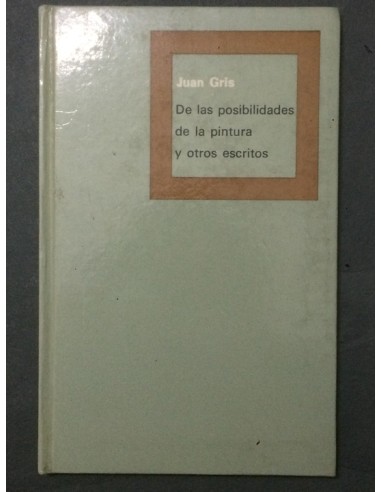 Juan Gris
De las posibilidades
de la pintura
y otros escritos